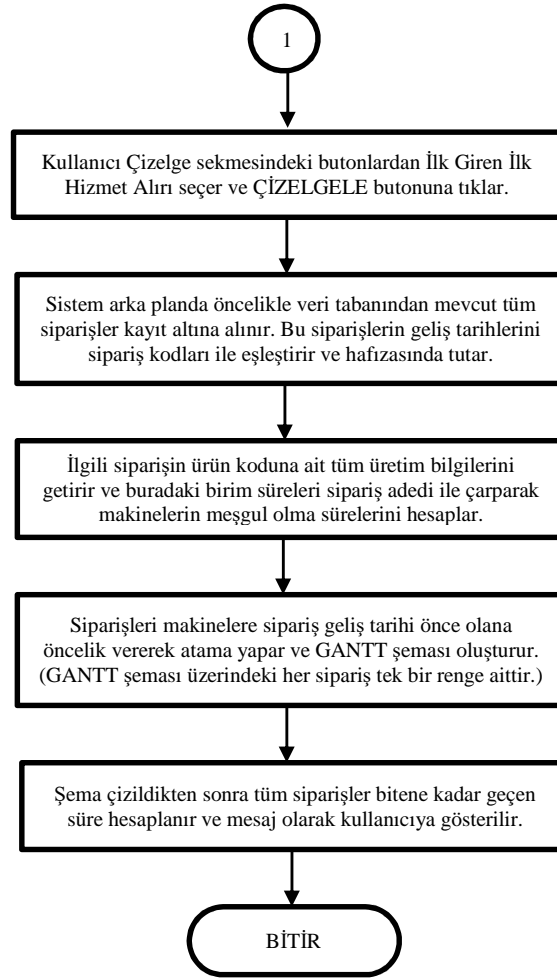 1
Kullanıcı Çizelge sekmesindeki butonlardan İlk Giren İlk
Hizmet Alırı seçer ve ÇİZELGELE butonuna tıklar.
Sistem arka planda öncelikle veri tabanından mevcut tüm
siparişler kayıt altına alınır. Bu siparişlerin geliş tarihlerini
sipariş kodları ile eşleştirir ve hafızasında tutar.
İlgili siparişin ürün koduna ait tüm üretim bilgilerini
getirir ve buradaki birim süreleri sipariş adedi ile çarparak
makinelerin meşgul olma sürelerini hesaplar.
Siparişleri makinelere sipariş geliş tarihi önce olana
öncelik vererek atama yapar ve GANTT şeması oluşturur.
(GANTT şeması üzerindeki her sipariş tek bir renge aittir.)
Şema çizildikten sonra tüm siparişler bitene kadar geçen
süre hesaplanır ve mesaj olarak kullanıcıya gösterilir.
BİTİR